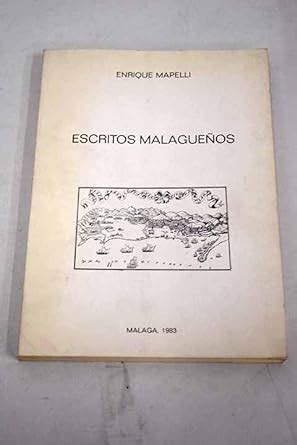 ENRIQUE MAPELLI
ESCRITOS MALAGUEÑOS
MALAGA, 1983